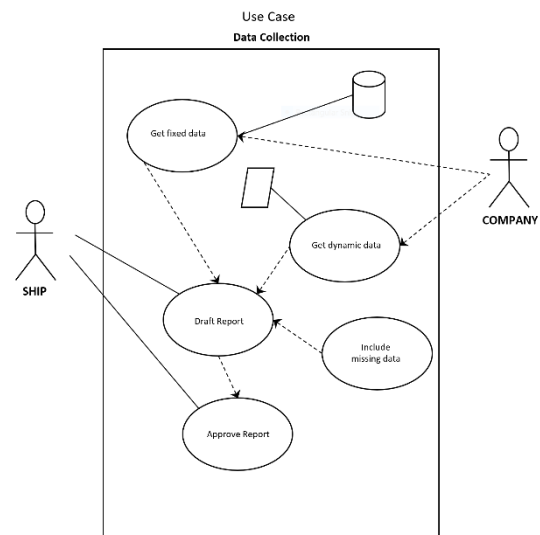 Use Case
Data Collection
Get fixed data
COMPANY
Get dynamic data
SHIP
Draft Report
Include
missing data
Approve Report